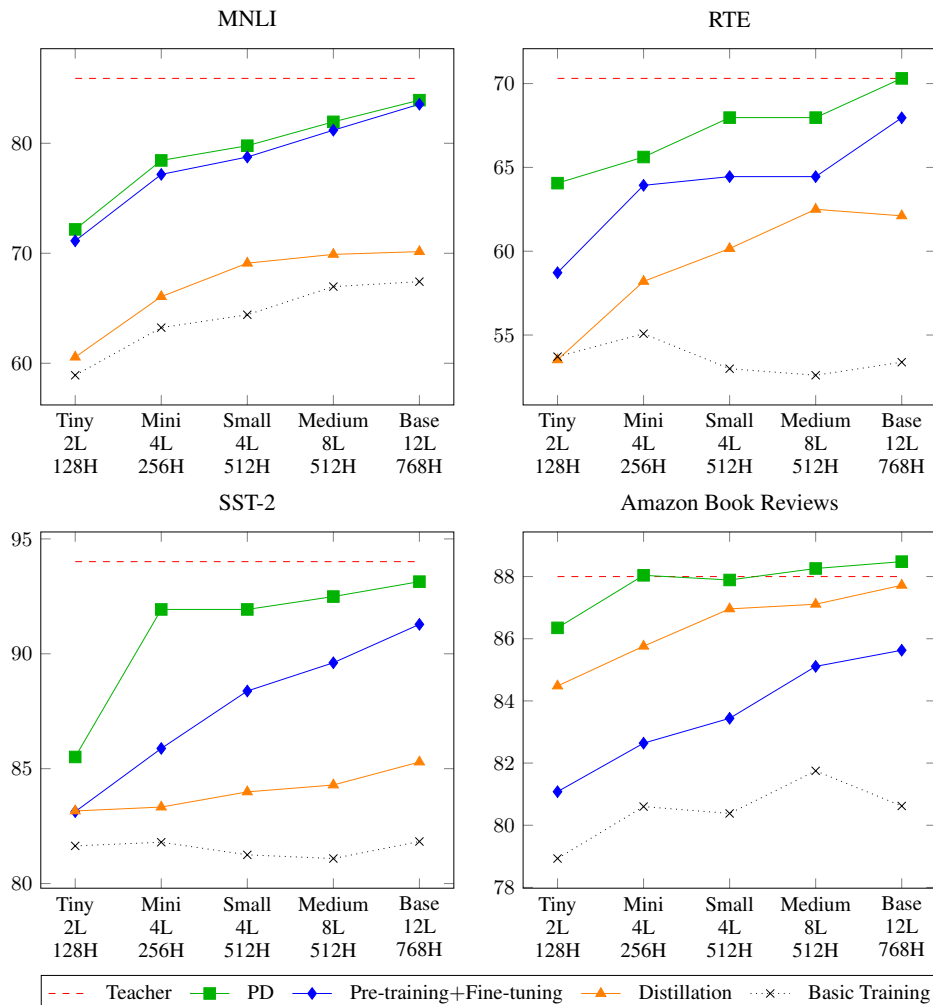 MNLI
RTE
80
70
60
70
65
60
55
Tiny Mini Small Medium Base
2L 4L 4L 8L 12L
128H 256H 512H 512H 768H
Tiny Mini Small Medium Base
2L 4L 4L 8L 12L
128H 256H 512H 512H 768H
SST-2
Amazon Book Reviews
95
90
85
80
88
86
84
82
80
78
Tiny Mini Small Medium Base
2L 4L 4L 8L 12L
128H 256H 512H 512H 768H
Tiny Mini Small Medium Base
2L 4L 4L 8L 12L
128H 256H 512H 512H 768H
Teacher PD Pre-training+Fine-tuning Distillation Basic Training